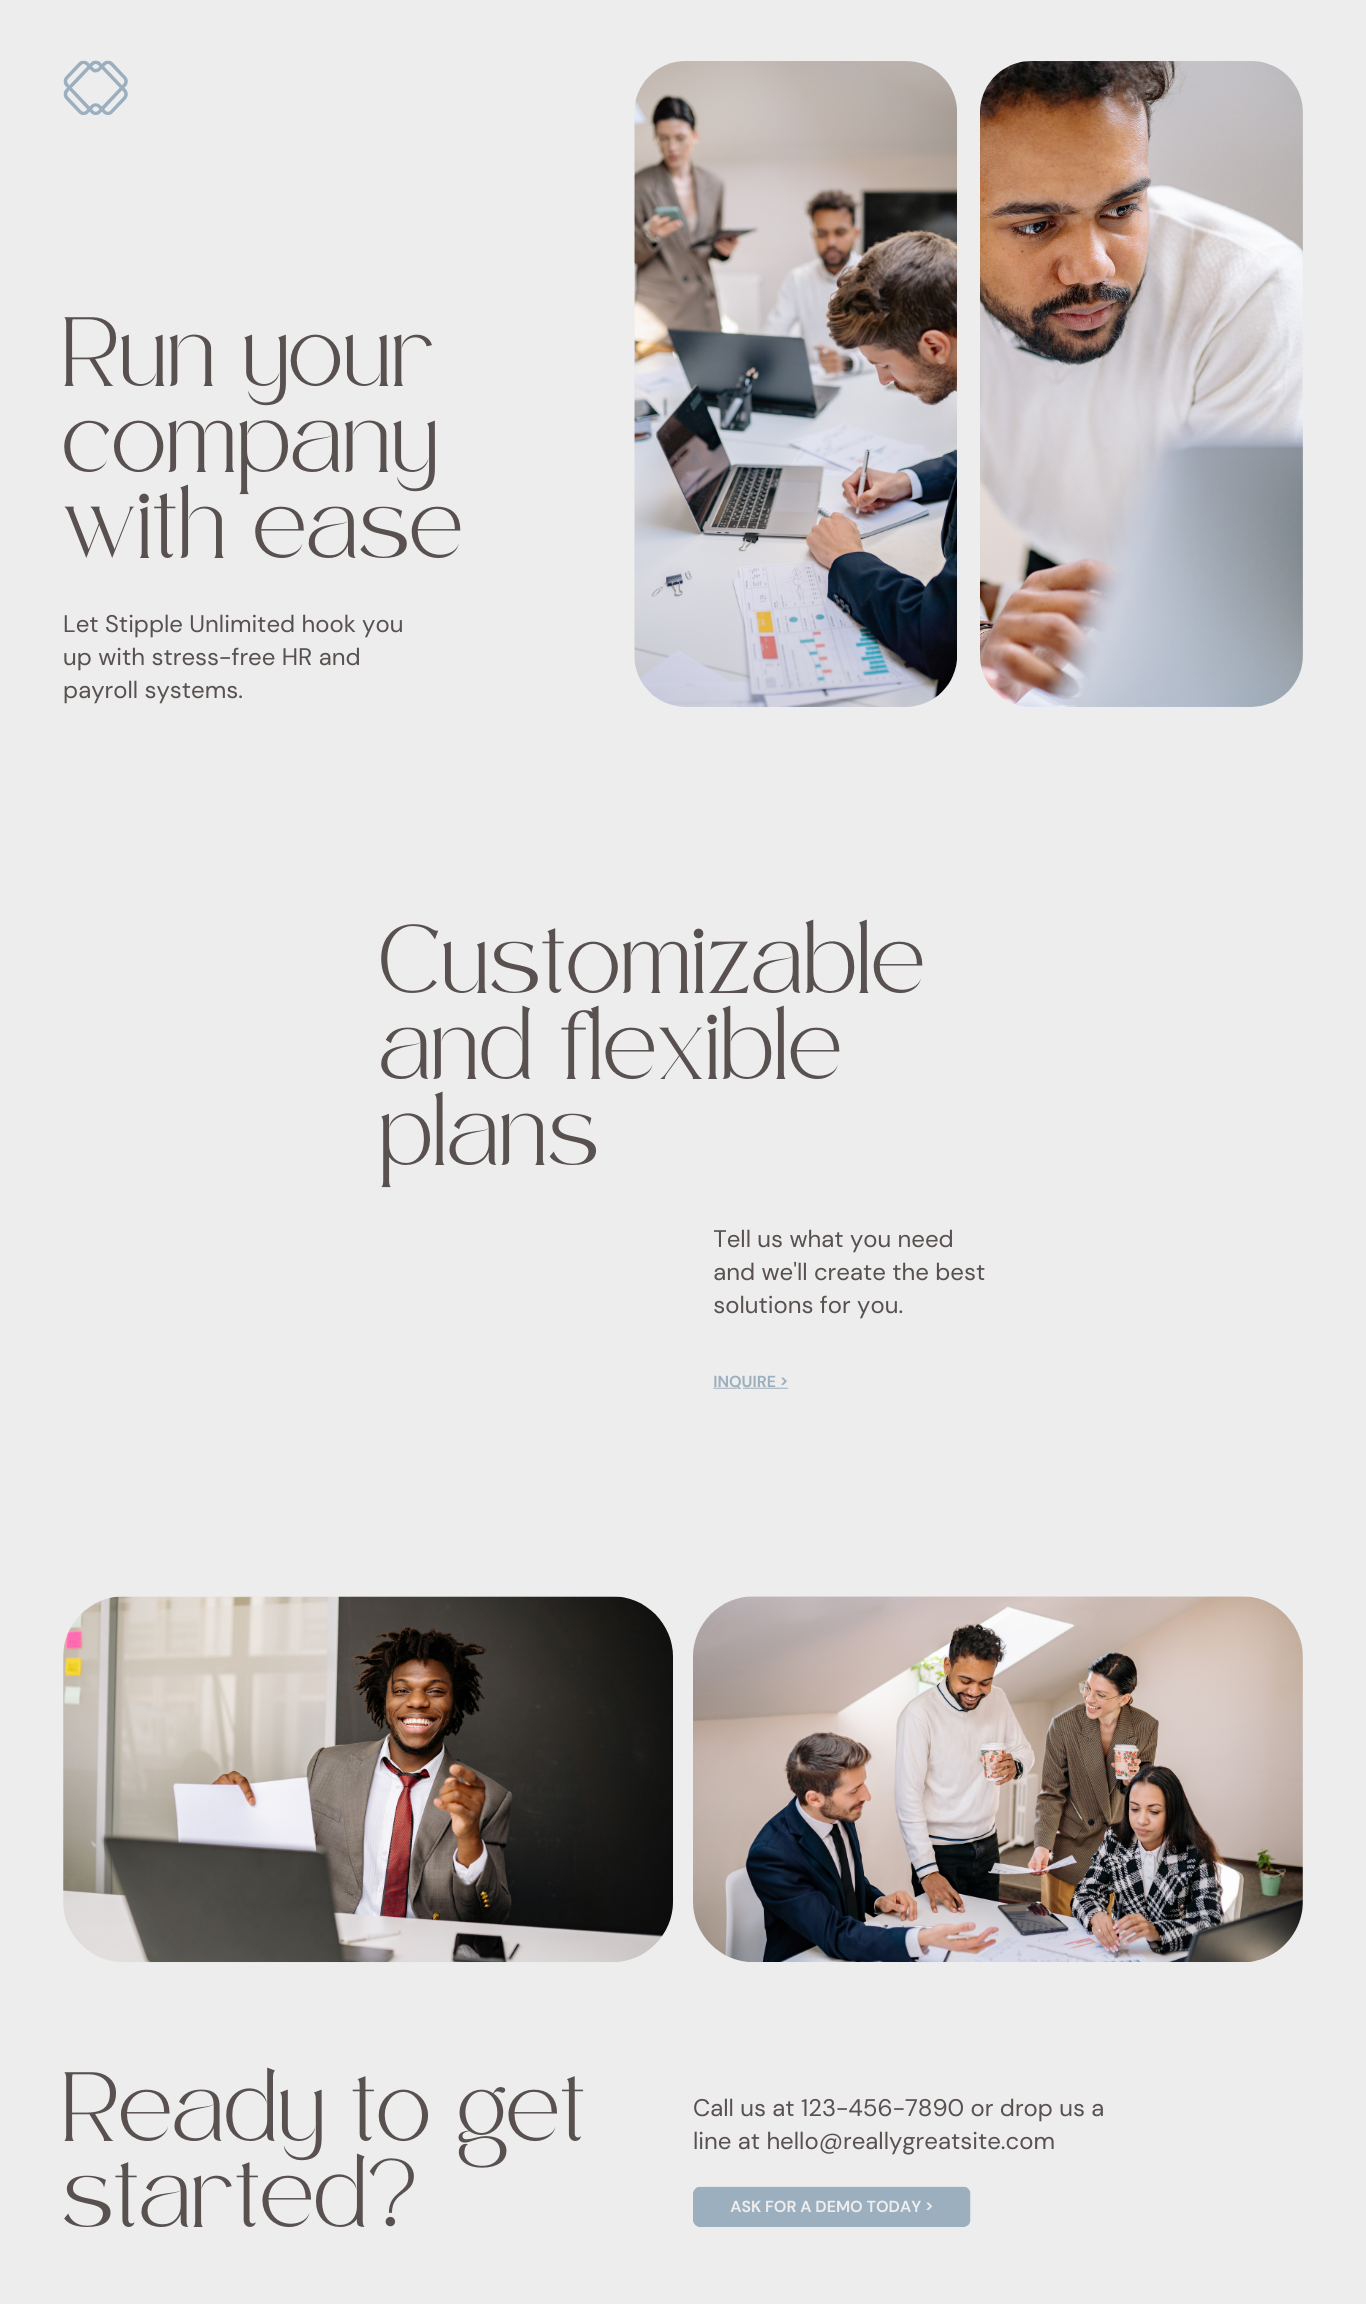 Run your
company
with ease
Let Stipple Unlimited hook you
up with stress-free HR and
payroll systems.
Customizable
and flexible
plans
Tell us what you need
and we'll create the best
solutions for you.
INQUIRE >
Ready to get
started?
Call us at 123-456-7890 or drop us a
line at hello@reallygreatsite.com
ASK FOR A DEMO TODAY >